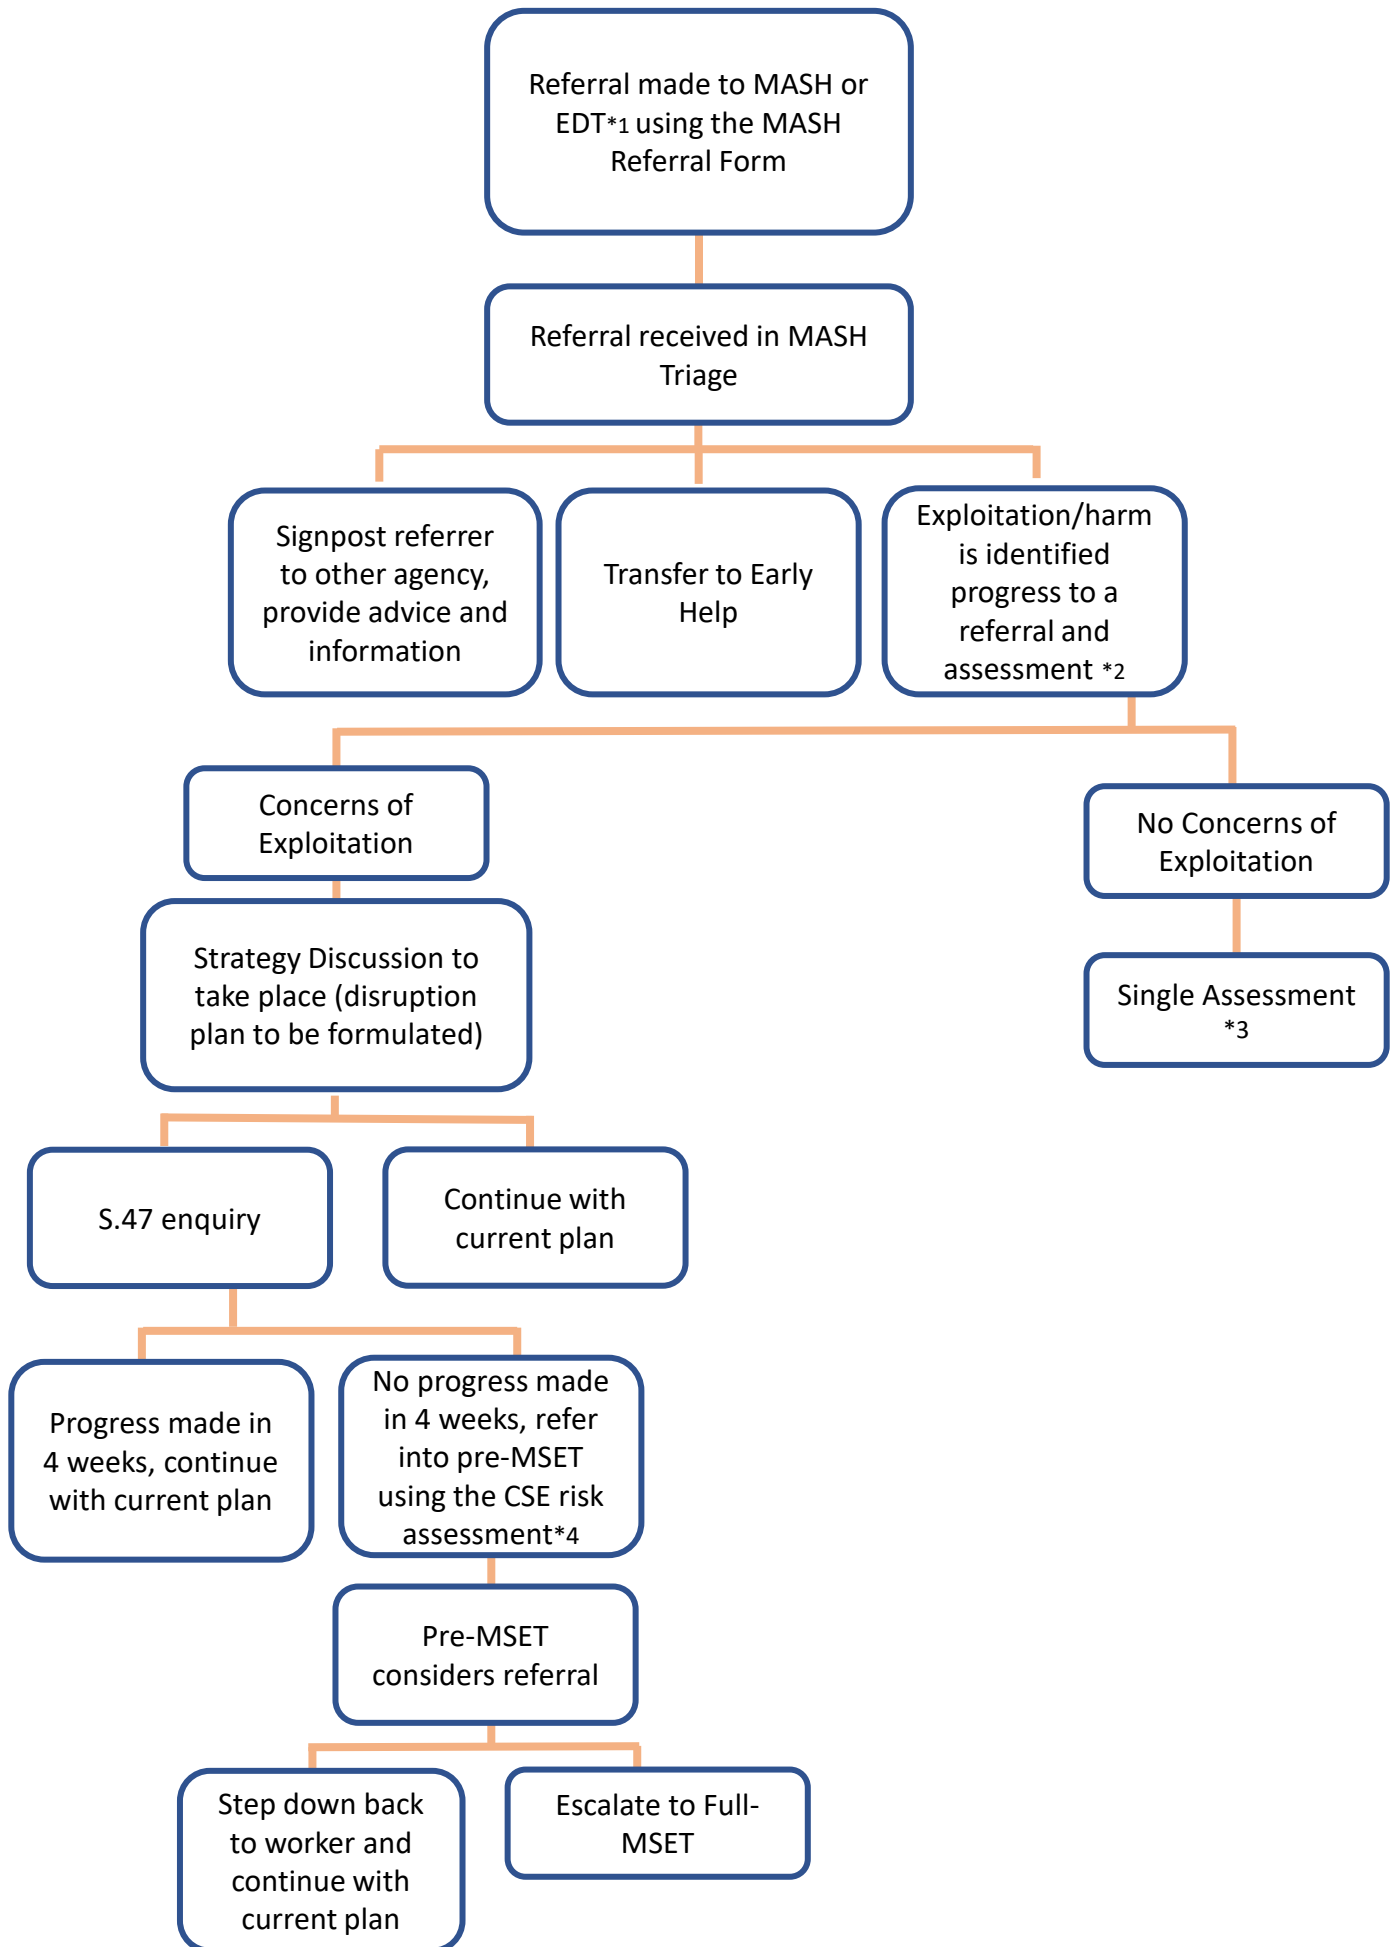 Referral made to MASH or
EDT*1 using the MASH
Referral Form
Referral received in MASH
Triage
Signpost referrer
to other agency,
provide advice and
information
Transfer to Early
Help
Exploitation/harm
is identified
progress to a
referral and
assessment *2
Concerns of
Exploitation
No Concerns of
Exploitation
Strategy Discussion to
take place (disruption
plan to be formulated)
Single Assessment
*3
S.47 enquiry
Continue with
current plan
Progress made in
4 weeks, continue
with current plan
No progress made
in 4 weeks, refer
into pre-MSET
using the CSE risk
assessment*4
Pre-MSET
considers referral
Step down back
to worker and
continue with
current plan
Escalate to Full-
MSET